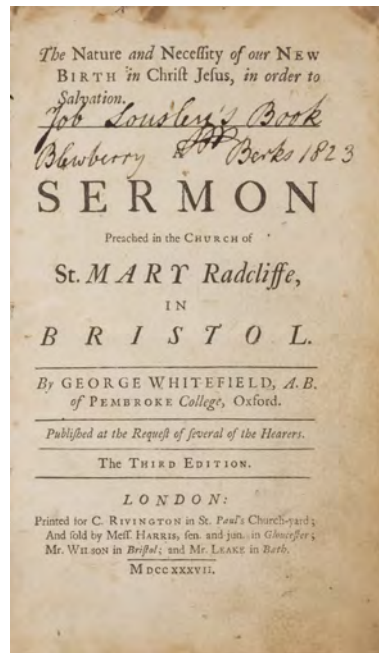 The Nature and Neceſſity of our NEW
BIRTH in Chriſt Jeſus, in order to
Salvation.
Job Lousley's Book
Blewberry Berks 1823
A
SERMON
Preached in the CHURCH of
St. MARY Radcliffe,
IN
BRISTOL.
By GEORGE WHITEFIELD, A. B.
of PEMBROKE College, Oxford.
Publiſhed at the Requeſt of ſeveral of the Hearers.
The THIRD EDITION.
LONDON:
Printed for C. RIVINGTON in St. Paul's Church-yard;
And ſold by Meſſ. HARRIS, ſen. and jun. in Glouceſter;
Mr. WILSON in Briſtol; and Mr. LEAKE in Bath.
MDCCXXXVII.